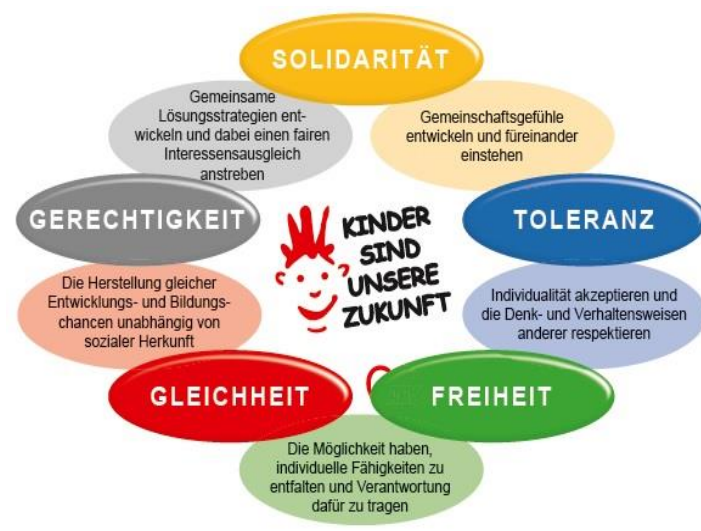 SOLIDARITÄT
Gemeinsame
Lösungsstrategien ent-
wickeln und dabei einen fairen
Interessensausgleich
anstreben
Gemeinschaftsgefühle
entwickeln und füreinander
einstehen
GERECHTIGKEIT
KINDER
SIND
UNSERE
ZUKUNFT
TOLERANZ
Die Herstellung gleicher
Entwicklungs- und Bildungs-
chancen unabhängig von
sozialer Herkunft
Individualität akzeptieren und
die Denk- und Verhaltensweisen
anderer respektieren
GLEICHHEIT
FREIHEIT
Die Möglichkeit haben,
individuelle Fähigkeiten zu
entfalten und Verantwortung
dafür zu tragen